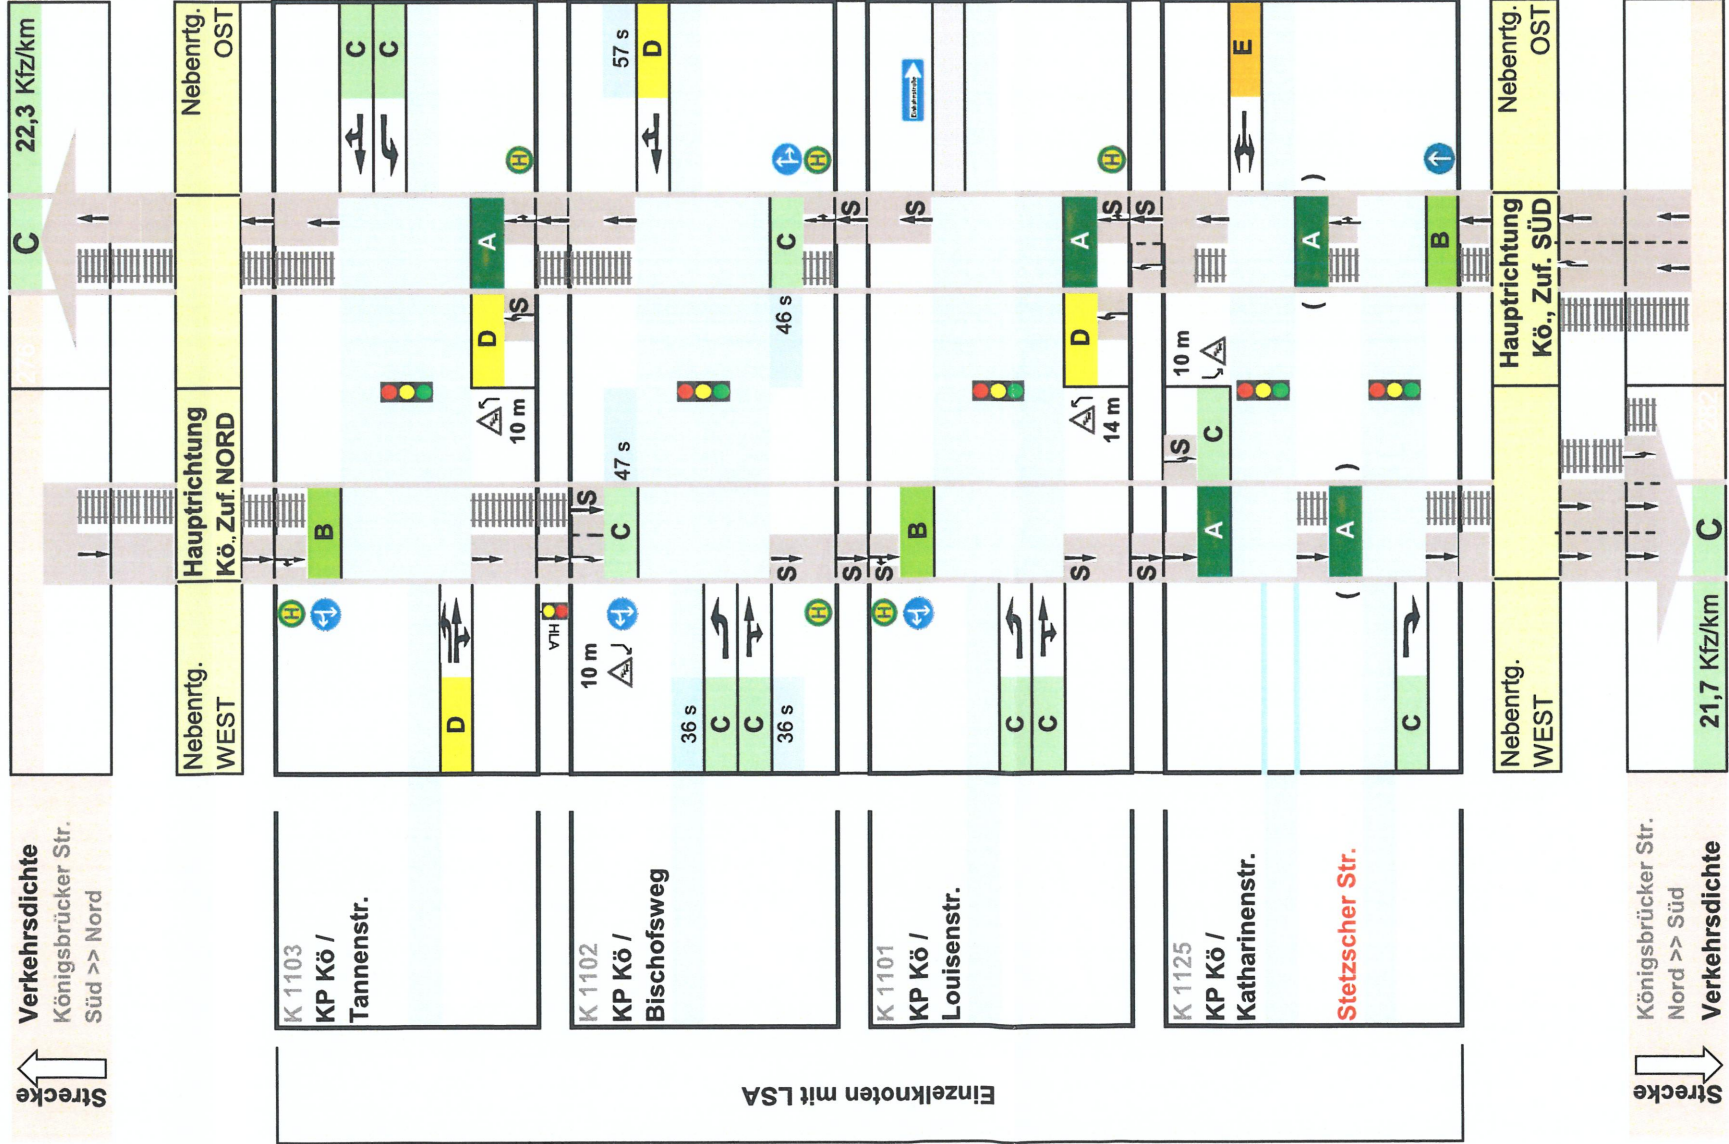 Strecke
Verkehrsdichte
Königsbrücker Str.
Süd >> Nord
C
22,3 Kfz/km
Nebenrtg.
WEST
Hauptrichtung
Kö., Zuf. NORD
Nebenrtg.
OST
Einzelknoten mit LSA
K 1103
KP Kö /
Tannenstr.
H
B
C
C
D
D
10 m
S
A
H
HLA
K 1102
KP Kö /
Bischofsweg
10 m
S
C
47 s
57 s
D
36 s
C
C
36 s
S
46 s
C
H
H
S
S
K 1101
KP Kö /
Louisenstr.
H
S
B
S
Einbahnstraße
C
C
S
14 m
D
A
S
H
S
S
K 1125
KP Kö /
Katharinenstr.
Stetzscher Str.
A
S
C
10 m
E
( A )
( A )
C
B
Nebenrtg.
WEST
Hauptrichtung
Kö., Zuf. SÜD
Nebenrtg.
OST
Strecke
Königsbrücker Str.
Nord >> Süd
Verkehrsdichte
21,7 Kfz/km
C